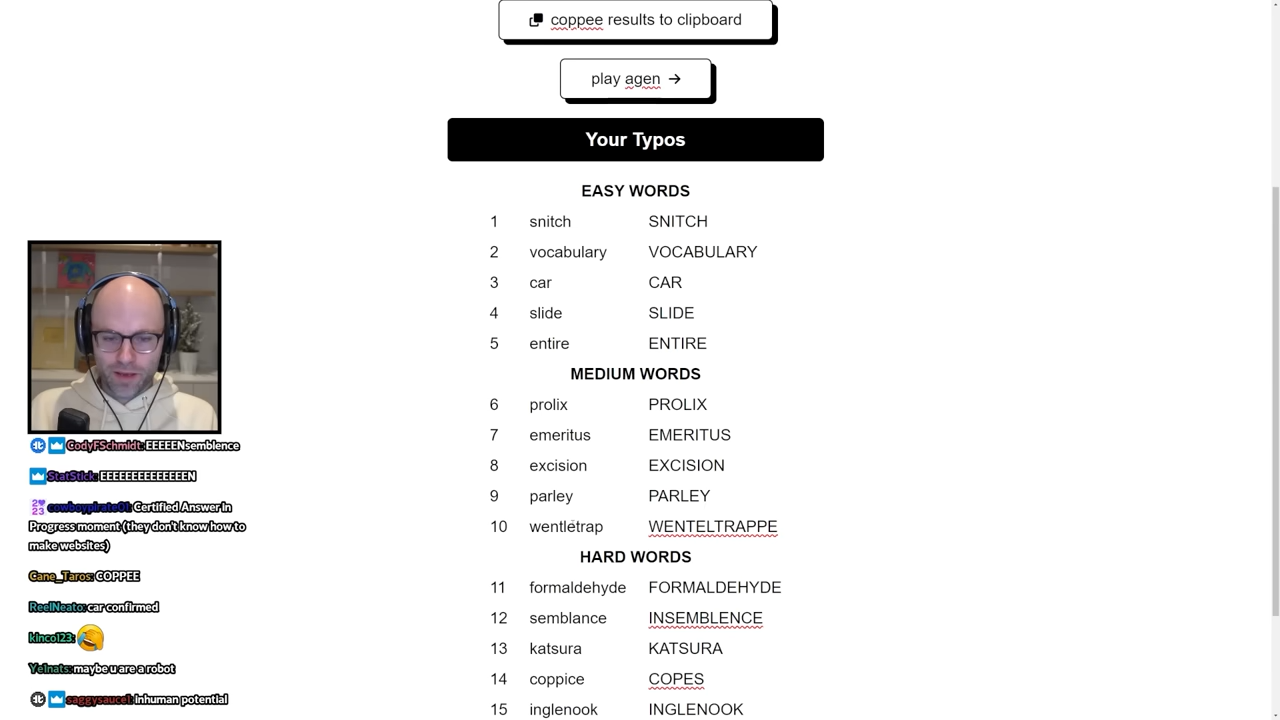 coppee results to clipboard
play agen →
Your Typos
EASY WORDS
1 snitch SNITCH
2 vocabulary VOCABULARY
3 car CAR
4 slide SLIDE
5 entire ENTIRE
MEDIUM WORDS
6 prolix PROLIX
7 emeritus EMERITUS
8 excision EXCISION
9 parley PARLEY
10 wentletrap WENTELTRAPPE
HARD WORDS
11 formaldehyde FORMALDEHYDE
12 semblance INSEMBLENCE
13 katsura KATSURA
14 coppice COPES
15 inglenook INGLENOOK
CodyFSchmidt: EEEEENsemblence
StatStick: EEEEEEEEEEEEEEN
cowboypirate01: Certified Answer in
Progress moment (they don't know how to
make websites)
Cane_Taros: COPPEE
ReelNeato: car confirmed
kinco123:
Ye1nats: maybe u are a robot
saggysauce1: Inhuman potential